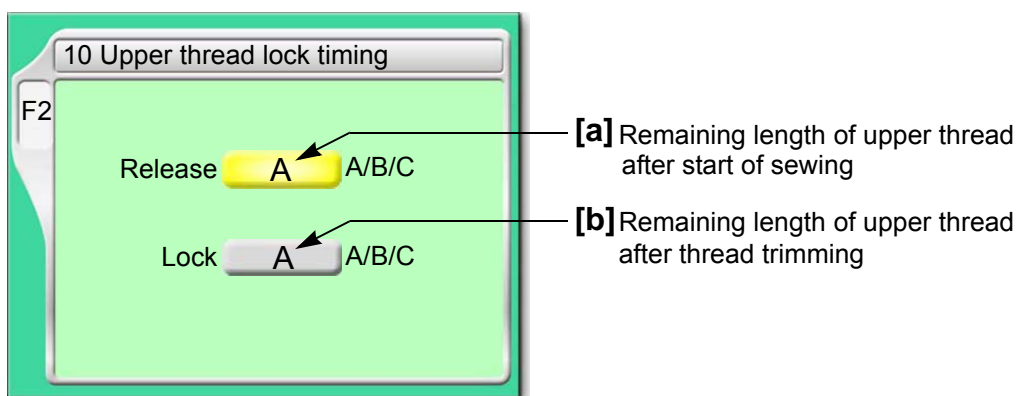 10 Upper thread lock timing
F2
Release A A/B/C
[a] Remaining length of upper thread
after start of sewing
Lock A A/B/C
[b] Remaining length of upper thread
after thread trimming